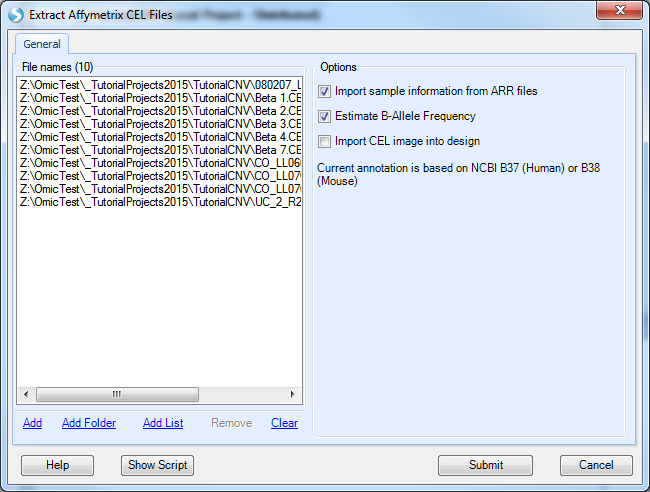 Extract Affymetrix CEL Files
General
File names (10)
Z:\OmicTest\_TutorialProjects2015\TutorialCNV\080207_L
Z:\OmicTest\_TutorialProjects2015\TutorialCNV\Beta 1.CE
Z:\OmicTest\_TutorialProjects2015\TutorialCNV\Beta 2.CE
Z:\OmicTest\_TutorialProjects2015\TutorialCNV\Beta 3.CE
Z:\OmicTest\_TutorialProjects2015\TutorialCNV\Beta 4.CE
Z:\OmicTest\_TutorialProjects2015\TutorialCNV\Beta 7.CE
Z:\OmicTest\_TutorialProjects2015\TutorialCNV\CO_LL06
Z:\OmicTest\_TutorialProjects2015\TutorialCNV\CO_LL07
Z:\OmicTest\_TutorialProjects2015\TutorialCNV\CO_LL07
Z:\OmicTest\_TutorialProjects2015\TutorialCNV\UC_2_R2
Add Add Folder Add List Remove Clear
Options
Import sample information from ARR files
Estimate B-Allele Frequency
Import CEL image into design
Current annotation is based on NCBI B37 (Human) or B38
(Mouse)
Help Show Script Submit Cancel